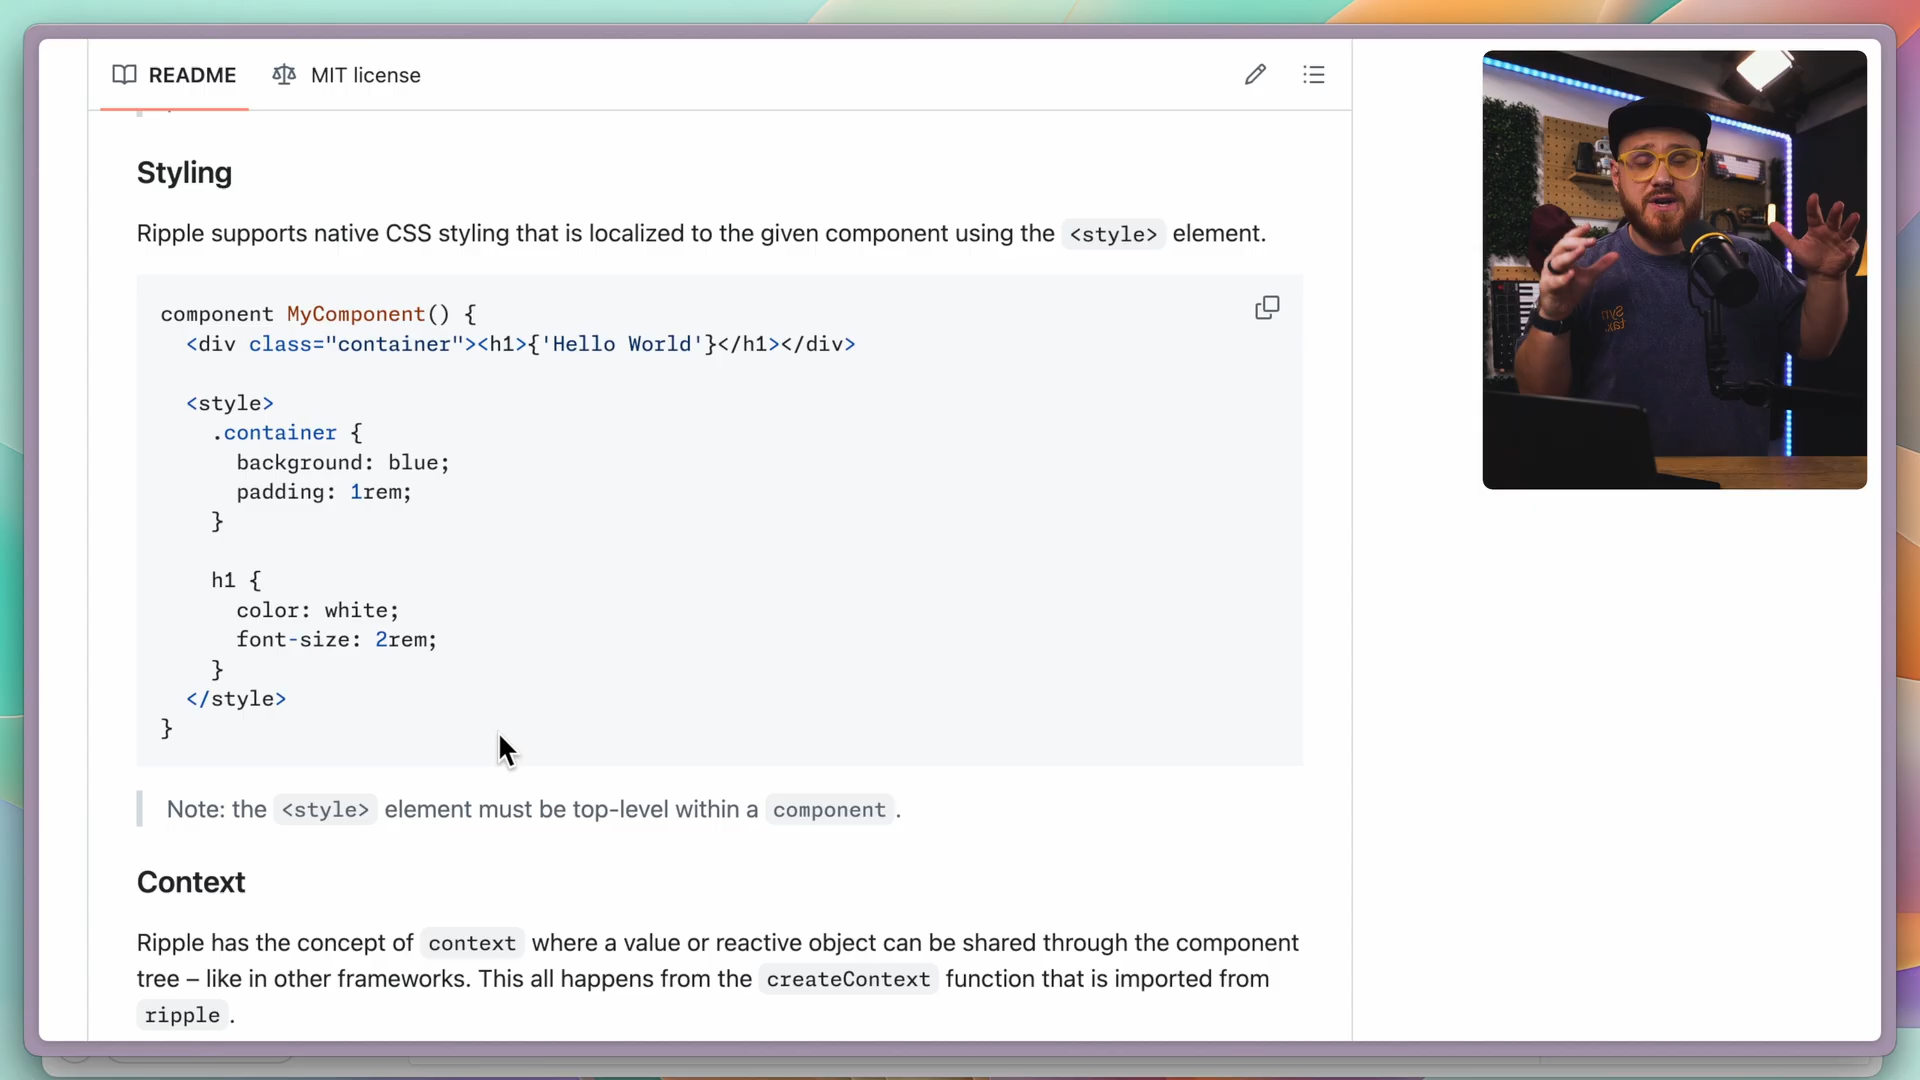 README MIT license
Styling
Ripple supports native CSS styling that is localized to the given component using the <style> element.
component MyComponent() {
<div class="container"><h1>{'Hello World'}</h1></div>
<style>
.container {
background: blue;
padding: 1rem;
}
h1 {
color: white;
font-size: 2rem;
}
</style>
}
Note: the <style> element must be top-level within a component.
Context
Ripple has the concept of context where a value or reactive object can be shared through the component
tree – like in other frameworks. This all happens from the createContext function that is imported from
ripple.